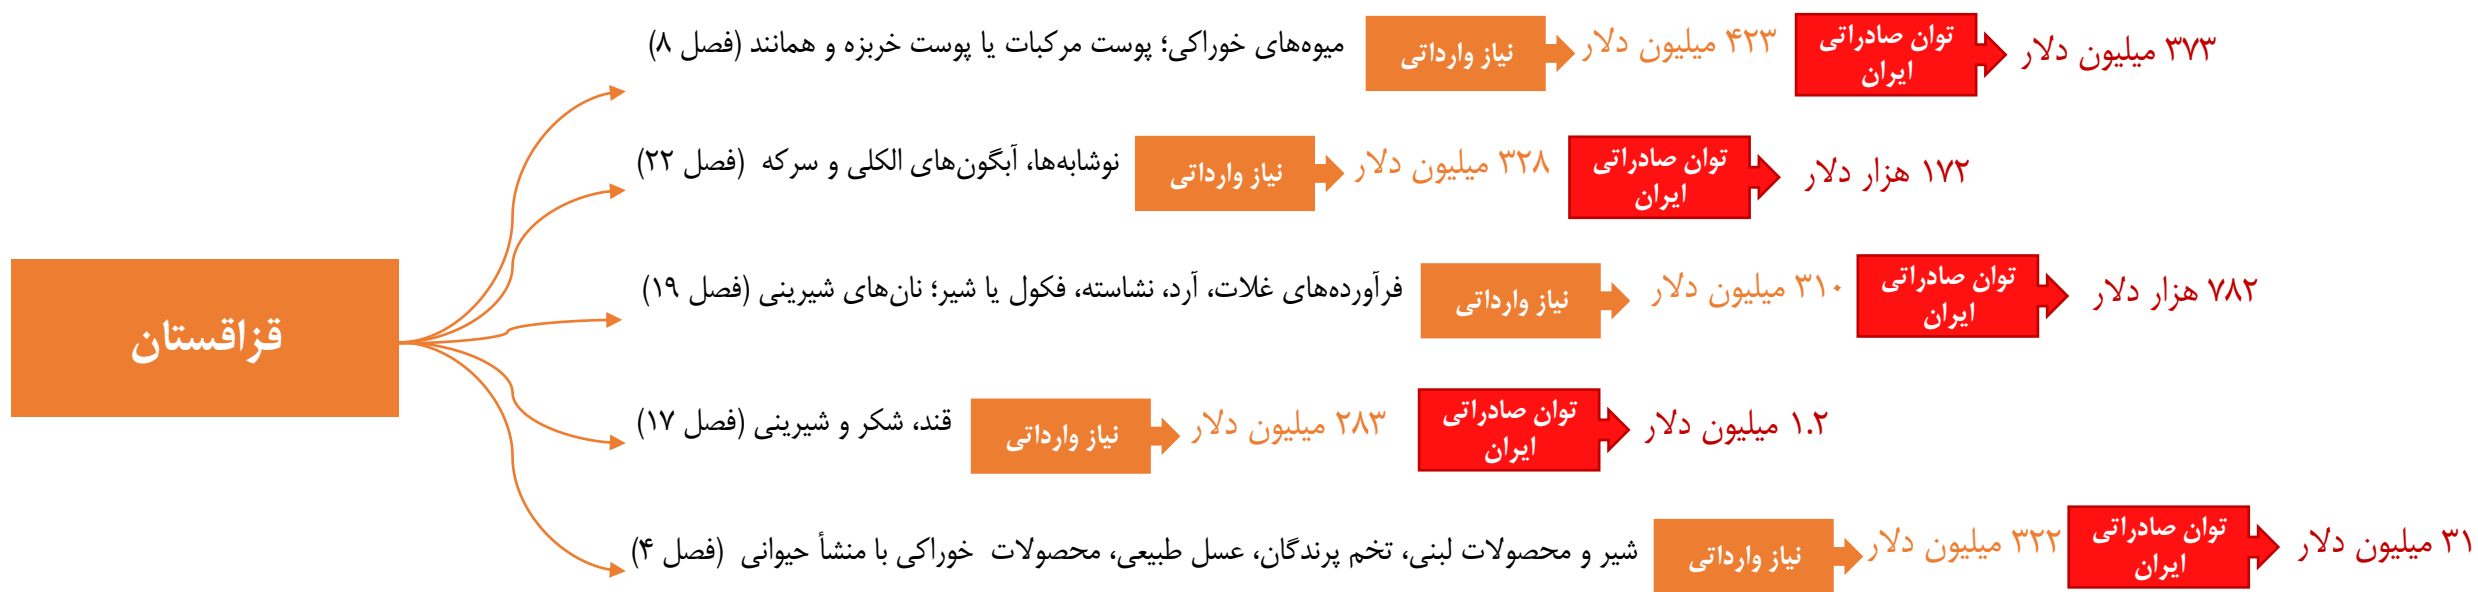 قزاقستان
میوه‌های خوراکی؛ پوست مرکبات یا پوست خربزه و همانند (فصل ۸)
نیاز وارداتی
۴۲۳ میلیون دلار
توان صادراتی
ایران
۳۷۳ میلیون دلار
نوشابه‌ها، آبگون‌های الکلی و سرکه (فصل ۲۲)
نیاز وارداتی
۳۲۸ میلیون دلار
توان صادراتی
ایران
۱۷۲ هزار دلار
فرآورده‌های غلات، آرد، نشاسته، فکول یا شیر؛ نان‌های شیرینی (فصل ۱۹)
نیاز وارداتی
۳۱۰ میلیون دلار
توان صادراتی
ایران
۷۸۲ هزار دلار
قند، شکر و شیرینی (فصل ۱۷)
نیاز وارداتی
۲۸۳ میلیون دلار
توان صادراتی
ایران
۱.۲ میلیون دلار
شیر و محصولات لبنی، تخم پرندگان، عسل طبیعی، محصولات خوراکی با منشأ حیوانی (فصل ۴)
نیاز وارداتی
۳۲۲ میلیون دلار
توان صادراتی
ایران
۳۱ میلیون دلار